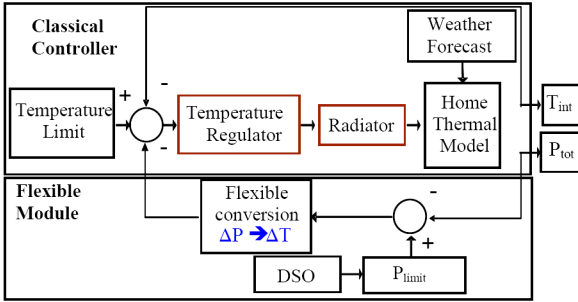 Classical
Controller
Weather
Forecast
-
+
Temperature
Limit
Temperature
Regulator
Radiator
Home
Thermal
Model
T_int
P_tot
-
Flexible
Module
Flexible
conversion
ΔP ➔ΔT
-
+
DSO
P_limit